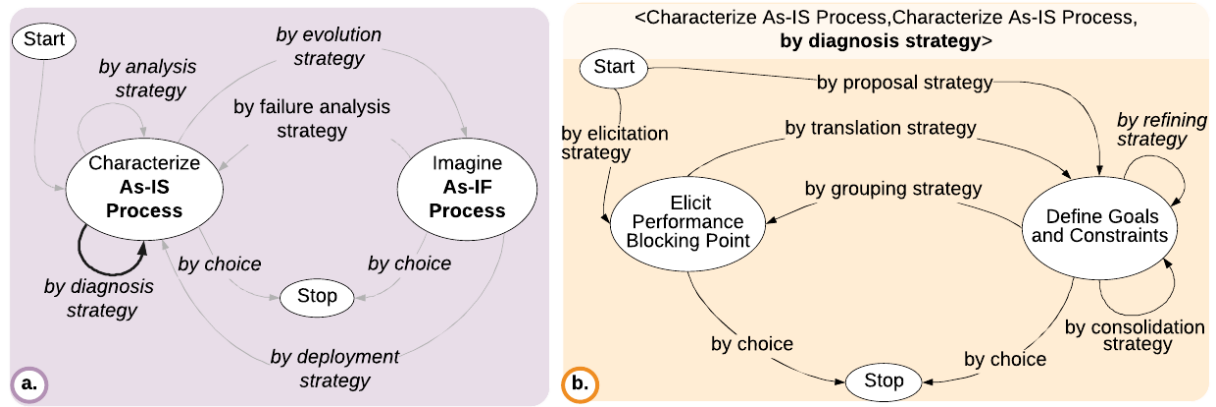 Start
by evolution
strategy
by analysis
strategy
by failure analysis
strategy
Characterize
As-IS
Process
Imagine
As-IF
Process
by diagnosis
strategy
by choice
by choice
Stop
by deployment
strategy
a.
<Characterize As-IS Process,Characterize As-IS Process,
by diagnosis strategy>
Start
by proposal strategy
by elicitation
strategy
by translation strategy
by refining
strategy
by grouping strategy
Elicit
Performance
Blocking Point
Define Goals
and Constraints
by consolidation
strategy
by choice
by choice
Stop
b.